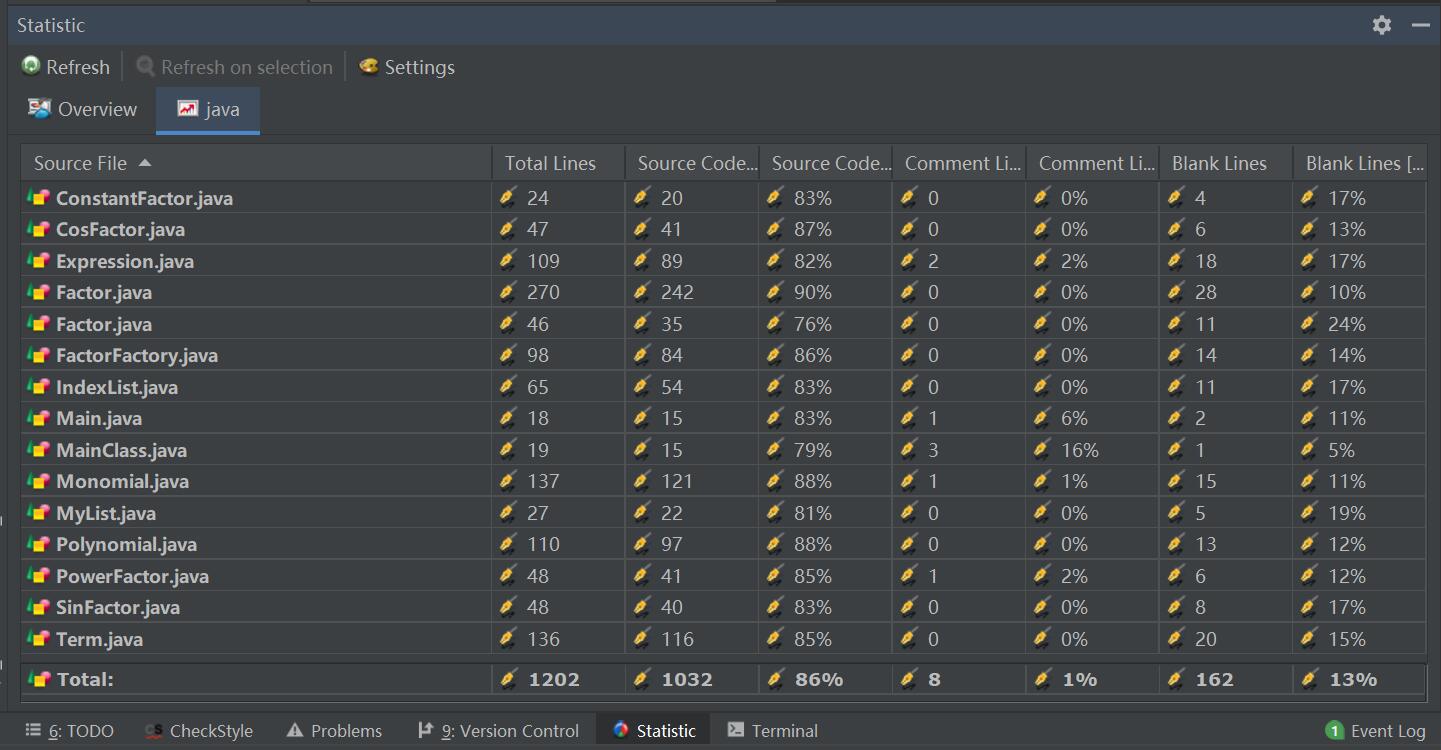 Statistic
Refresh Refresh on selection Settings
Overview java
Source File Total Lines Source Code... Source Code... Comment Li... Comment Li... Blank Lines Blank Lines [...
ConstantFactor.java 24 20 83% 0 0% 4 17%
CosFactor.java 47 41 87% 0 0% 6 13%
Expression.java 109 89 82% 2 2% 18 17%
Factor.java 270 242 90% 0 0% 28 10%
Factor.java 46 35 76% 0 0% 11 24%
FactorFactory.java 98 84 86% 0 0% 14 14%
IndexList.java 65 54 83% 0 0% 11 17%
Main.java 18 15 83% 1 6% 2 11%
MainClass.java 19 15 79% 3 16% 1 5%
Monomial.java 137 121 88% 1 1% 15 11%
MyList.java 27 22 81% 0 0% 5 19%
Polynomial.java 110 97 88% 0 0% 13 12%
PowerFactor.java 48 41 85% 1 2% 6 12%
SinFactor.java 48 40 83% 0 0% 8 17%
Term.java 136 116 85% 0 0% 20 15%
Total: 1202 1032 86% 8 1% 162 13%
6: TODO CS CheckStyle Problems 9: Version Control Statistic Terminal 1 Event Log